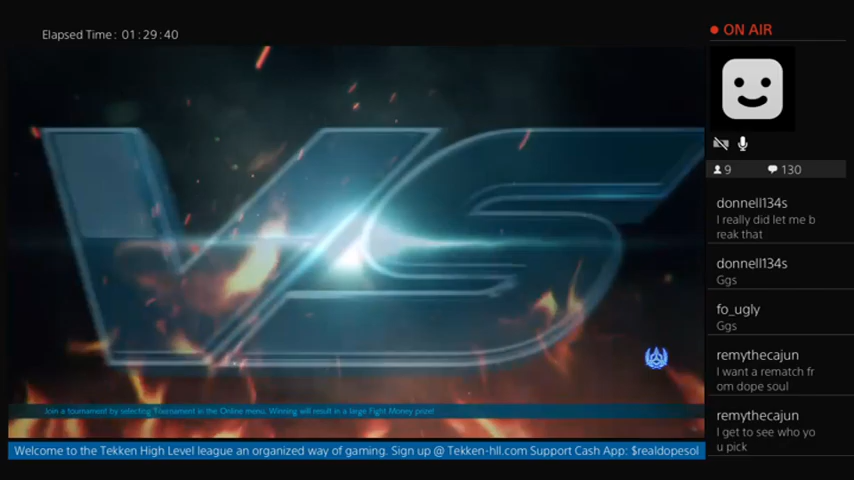 Elapsed Time: 01:29:40
ON AIR
VS
9 130
donnell134s
I really did let me b
reak that
donnell134s
Ggs
fo_ugly
Ggs
remythecajun
I want a rematch fr
om dope soul
remythecajun
I get to see who yo
u pick
Join a tournament by selecting Tournament in the Online menu. Winning will result in a large Fight Money prize!
Welcome to the Tekken High Level league an organized way of gaming. Sign up @ Tekken-hll.com Support Cash App: $realdopesol